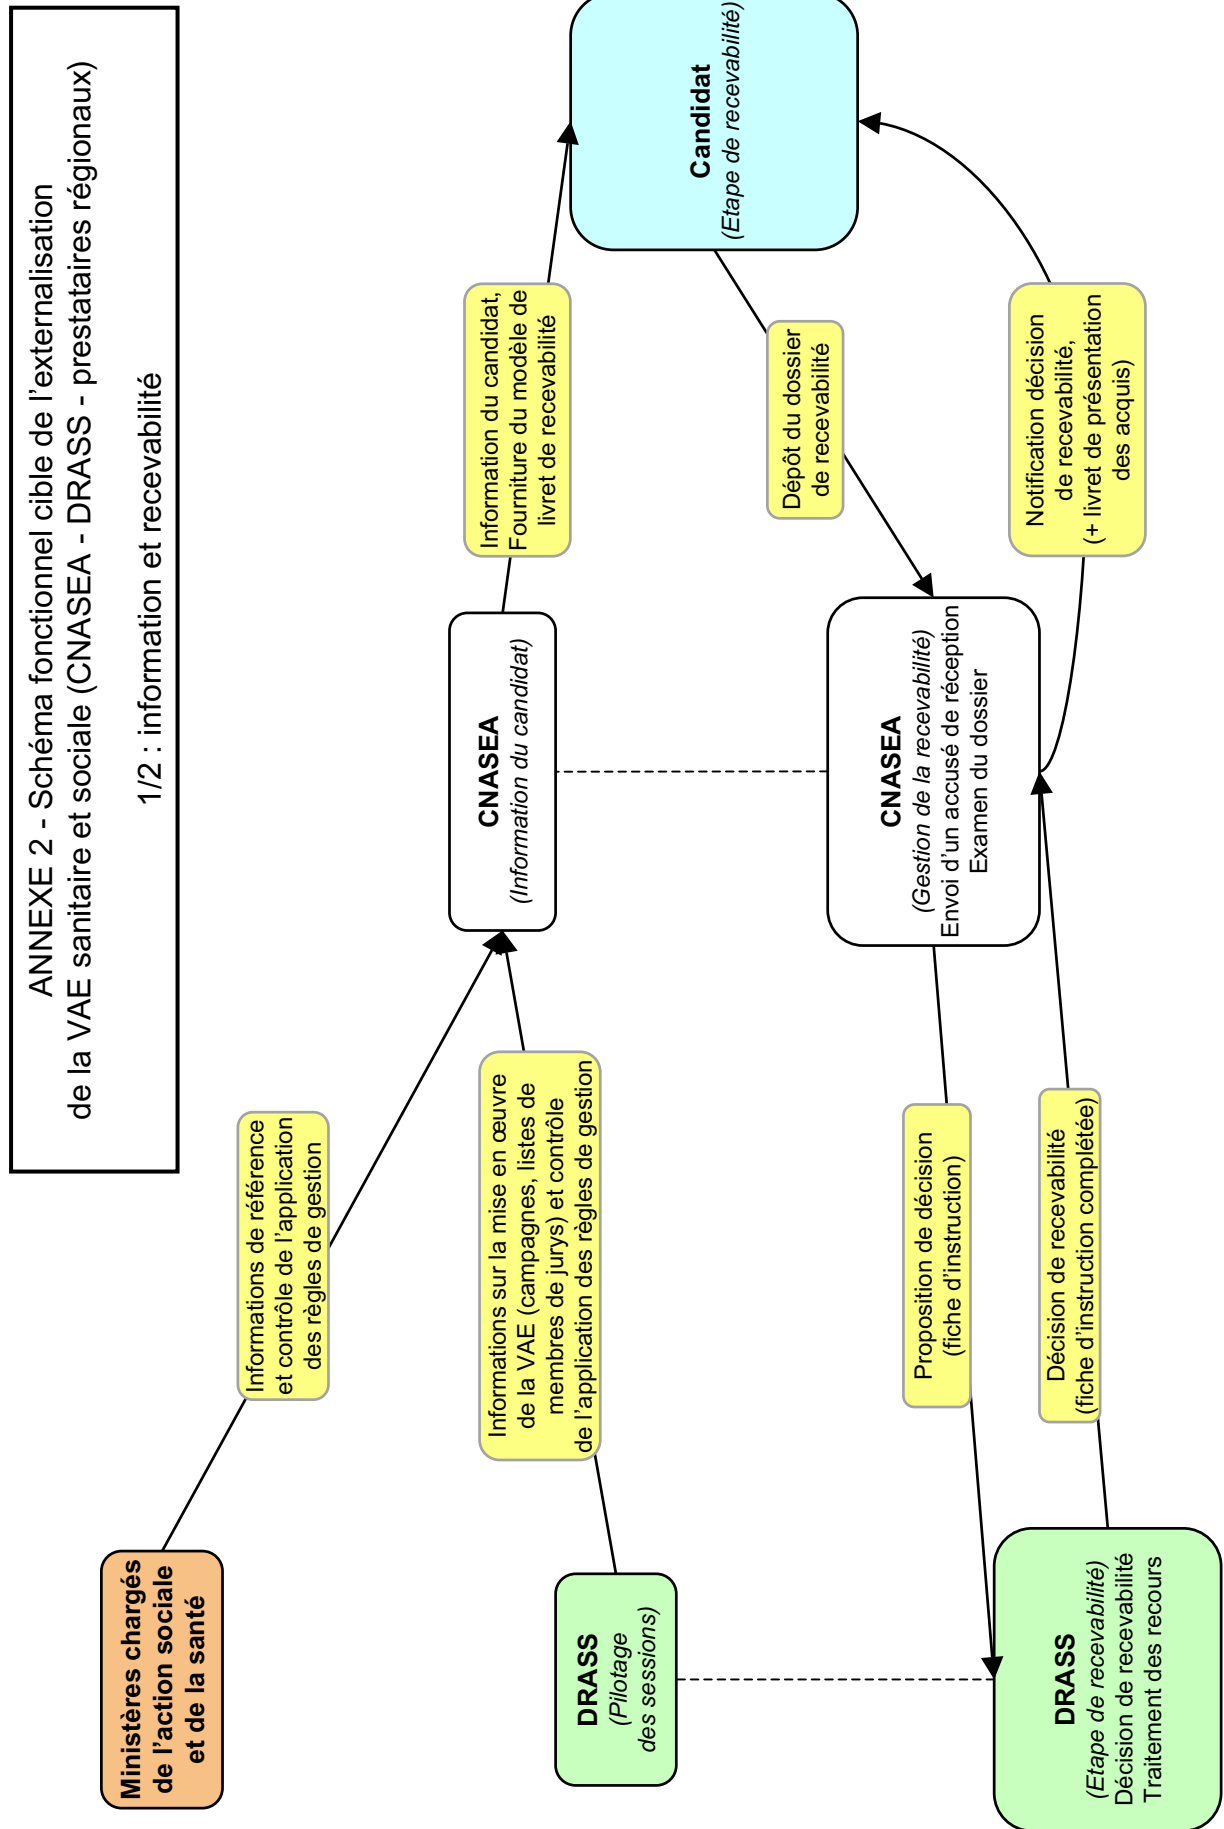 ANNEXE 2 - Schéma fonctionnel cible de l'externalisation
de la VAE sanitaire et sociale (CNASEA - DRASS - prestataires régionaux)
1/2 : information et recevabilité
Ministères chargés
de l'action sociale
et de la santé
Informations de référence
et contrôle de l'application
des règles de gestion
DRASS
(Pilotage
des sesssions)
Informations sur la mise en œuvre
de la VAE (campagnes, listes de
membres de jurys) et contrôle
de l'application des règles de gestion
CNASEA
(Information du candidat)
Information du candidat,
Fourniture du modèle de
livret de recevabilité
Candidat
(Etape de recevabilité)
Dépôt du dossier
de recevabilité
CNASEA
(Gestion de la recevabilité)
Envoi d'un accusé de réception
Examen du dossier
Proposition de décision
(fiche d'instruction)
DRASS
(Etape de recevabilité)
Décision de recevabilité
Traitement des recours
Décision de recevabilité
(fiche d'instruction complétée)
Notification décision
de recevabilité,
(+ livret de présentation
des acquis)